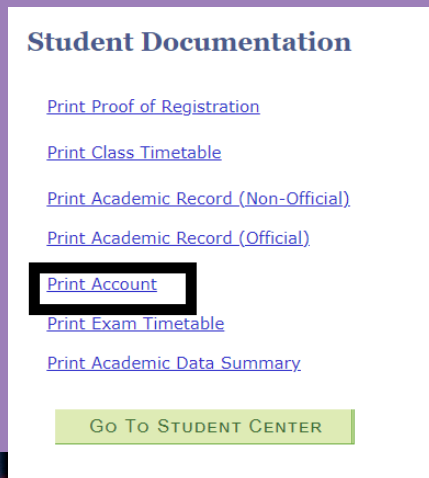 Student Documentation
Print Proof of Registration
Print Class Timetable
Print Academic Record (Non-Official)
Print Academic Record (Official)
Print Account
Print Exam Timetable
Print Academic Data Summary
Go To Student Center